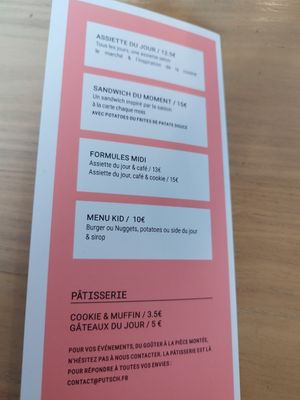 ASSIETTE DU JOUR / 12.5€
Tous les jours, une assiette selon
le marché & l'inspiration de la cuisine
SANDWICH DU MOMENT / 15€
Un sandwich inspiré par la saison
à la carte chaque mois
AVEC POTATOES OU FRITES DE PATATE DOUCE
FORMULES MIDI
Assiette du jour & café / 13€
Assiette du jour, café & cookie / 15€
MENU KID / 10€
Burger ou Nuggets, potatoes ou side du jour
& sirop
PÂTISSERIE
COOKIE & MUFFIN / 3.5€
GÂTEAUX DU JOUR / 5 €
POUR VOS ÉVÉNEMENTS, DU GOÛTER À LA PIÈCE MONTÉE,
N'HÉSITEZ PAS À NOUS CONTACTER. LA PÂTISSERIE EST LÀ
POUR RÉPONDRE À TOUTES VOS ENVIES :
CONTACT@PUTSCH.FR